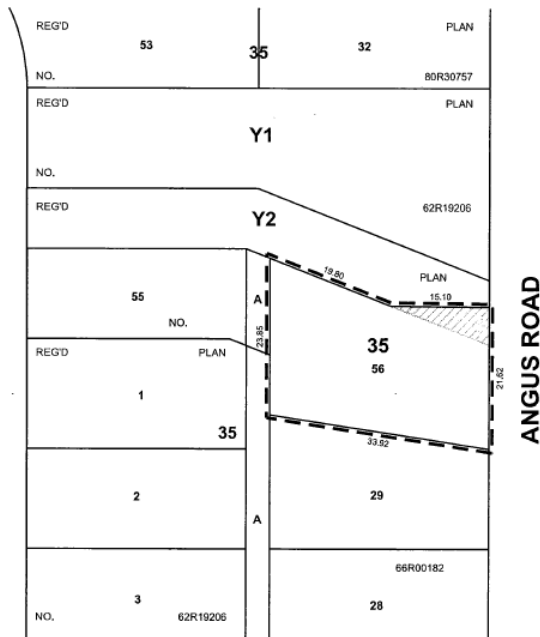 REG'D
PLAN
53
35
32
NO.
80R30757
REG'D
PLAN
Y1
NO.
62R19206
REG'D
Y2
PLAN
19.80
15.10
55
A
NO.
23.85
35
56
21.62
ANGUS ROAD
REG'D
PLAN
1
35
33.92
2
29
A
66R00182
3
28
NO.
62R19206